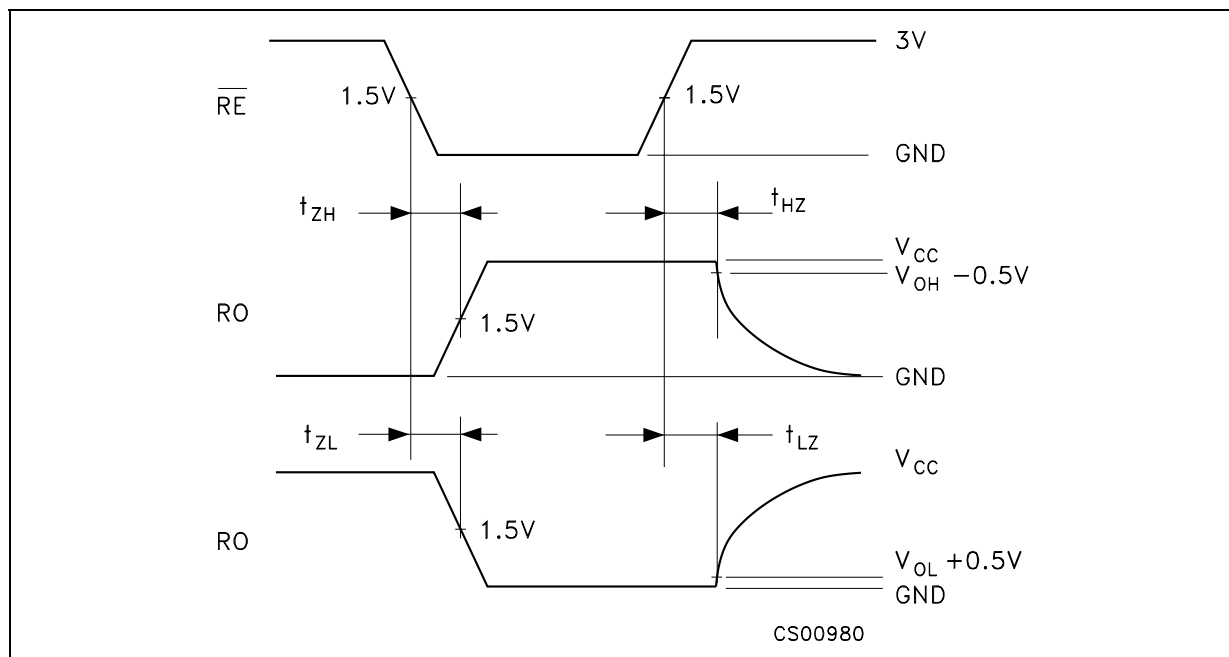 3V
RE
1.5V
1.5V
GND
tZH
tHZ
VCC
VOH -0.5V
RO
1.5V
GND
tZL
tLZ
VCC
RO
1.5V
VOL +0.5V
GND
CS00980